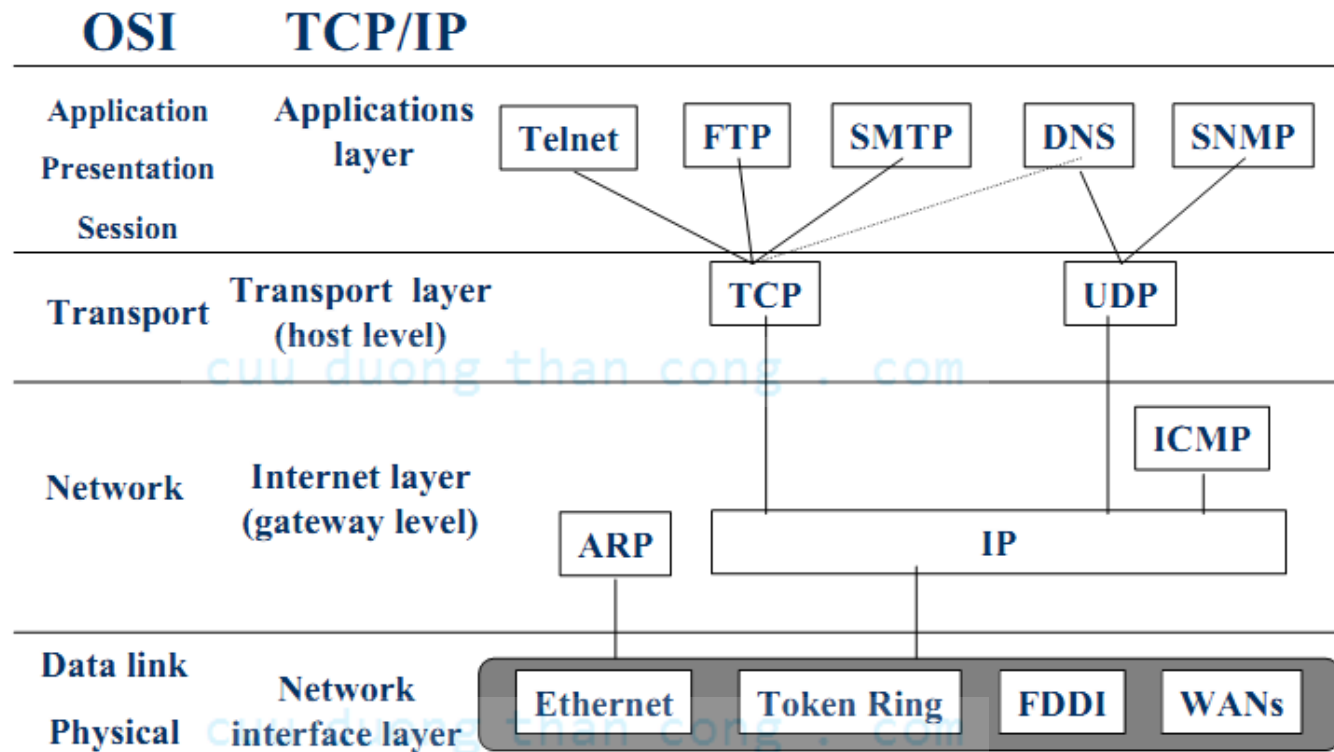 OSI TCP/IP
Application
Presentation
Session
Applications
layer
Telnet
FTP
SMTP
DNS
SNMP
Transport
Transport layer
(host level)
TCP
UDP
cuu duong than cong . com
Network
Internet layer
(gateway level)
ICMP
ARP
IP
Data link
Physical
Network
interface layer
Ethernet
Token Ring
FDDI
WANs
cuu duong than cong . com